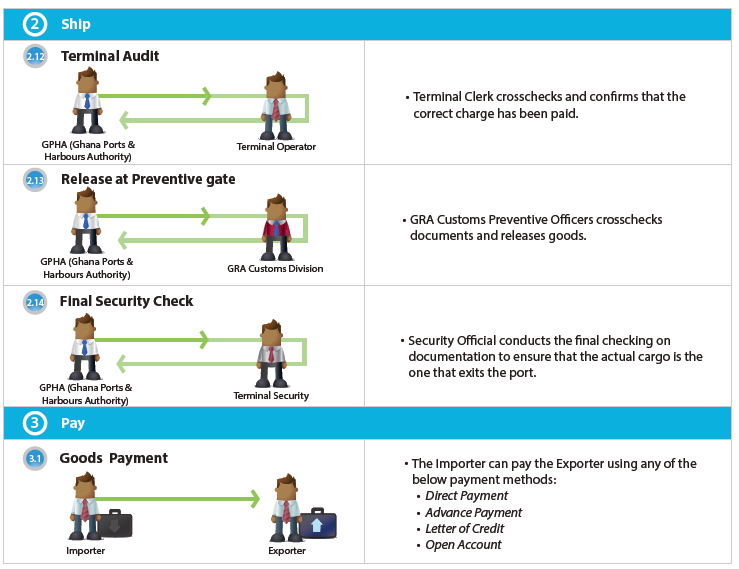 2 Ship
2.12 Terminal Audit
GPHA (Ghana Ports &
Harbours Authority)
Terminal Operator
• Terminal Clerk crosschecks and confirms that the
correct charge has been paid.
2.13 Release at Preventive gate
GPHA (Ghana Ports &
Harbours Authority)
GRA Customs Division
• GRA Customs Preventive Officers crosschecks
documents and releases goods.
2.14 Final Security Check
GPHA (Ghana Ports &
Harbours Authority)
Terminal Security
• Security Official conducts the final checking on
documentation to ensure that the actual cargo is the
one that exits the port.
3 Pay
3.1 Goods Payment
Importer
Exporter
• The Importer can pay the Exporter using any of the
below payment methods:
• Direct Payment
• Advance Payment
• Letter of Credit
• Open Account